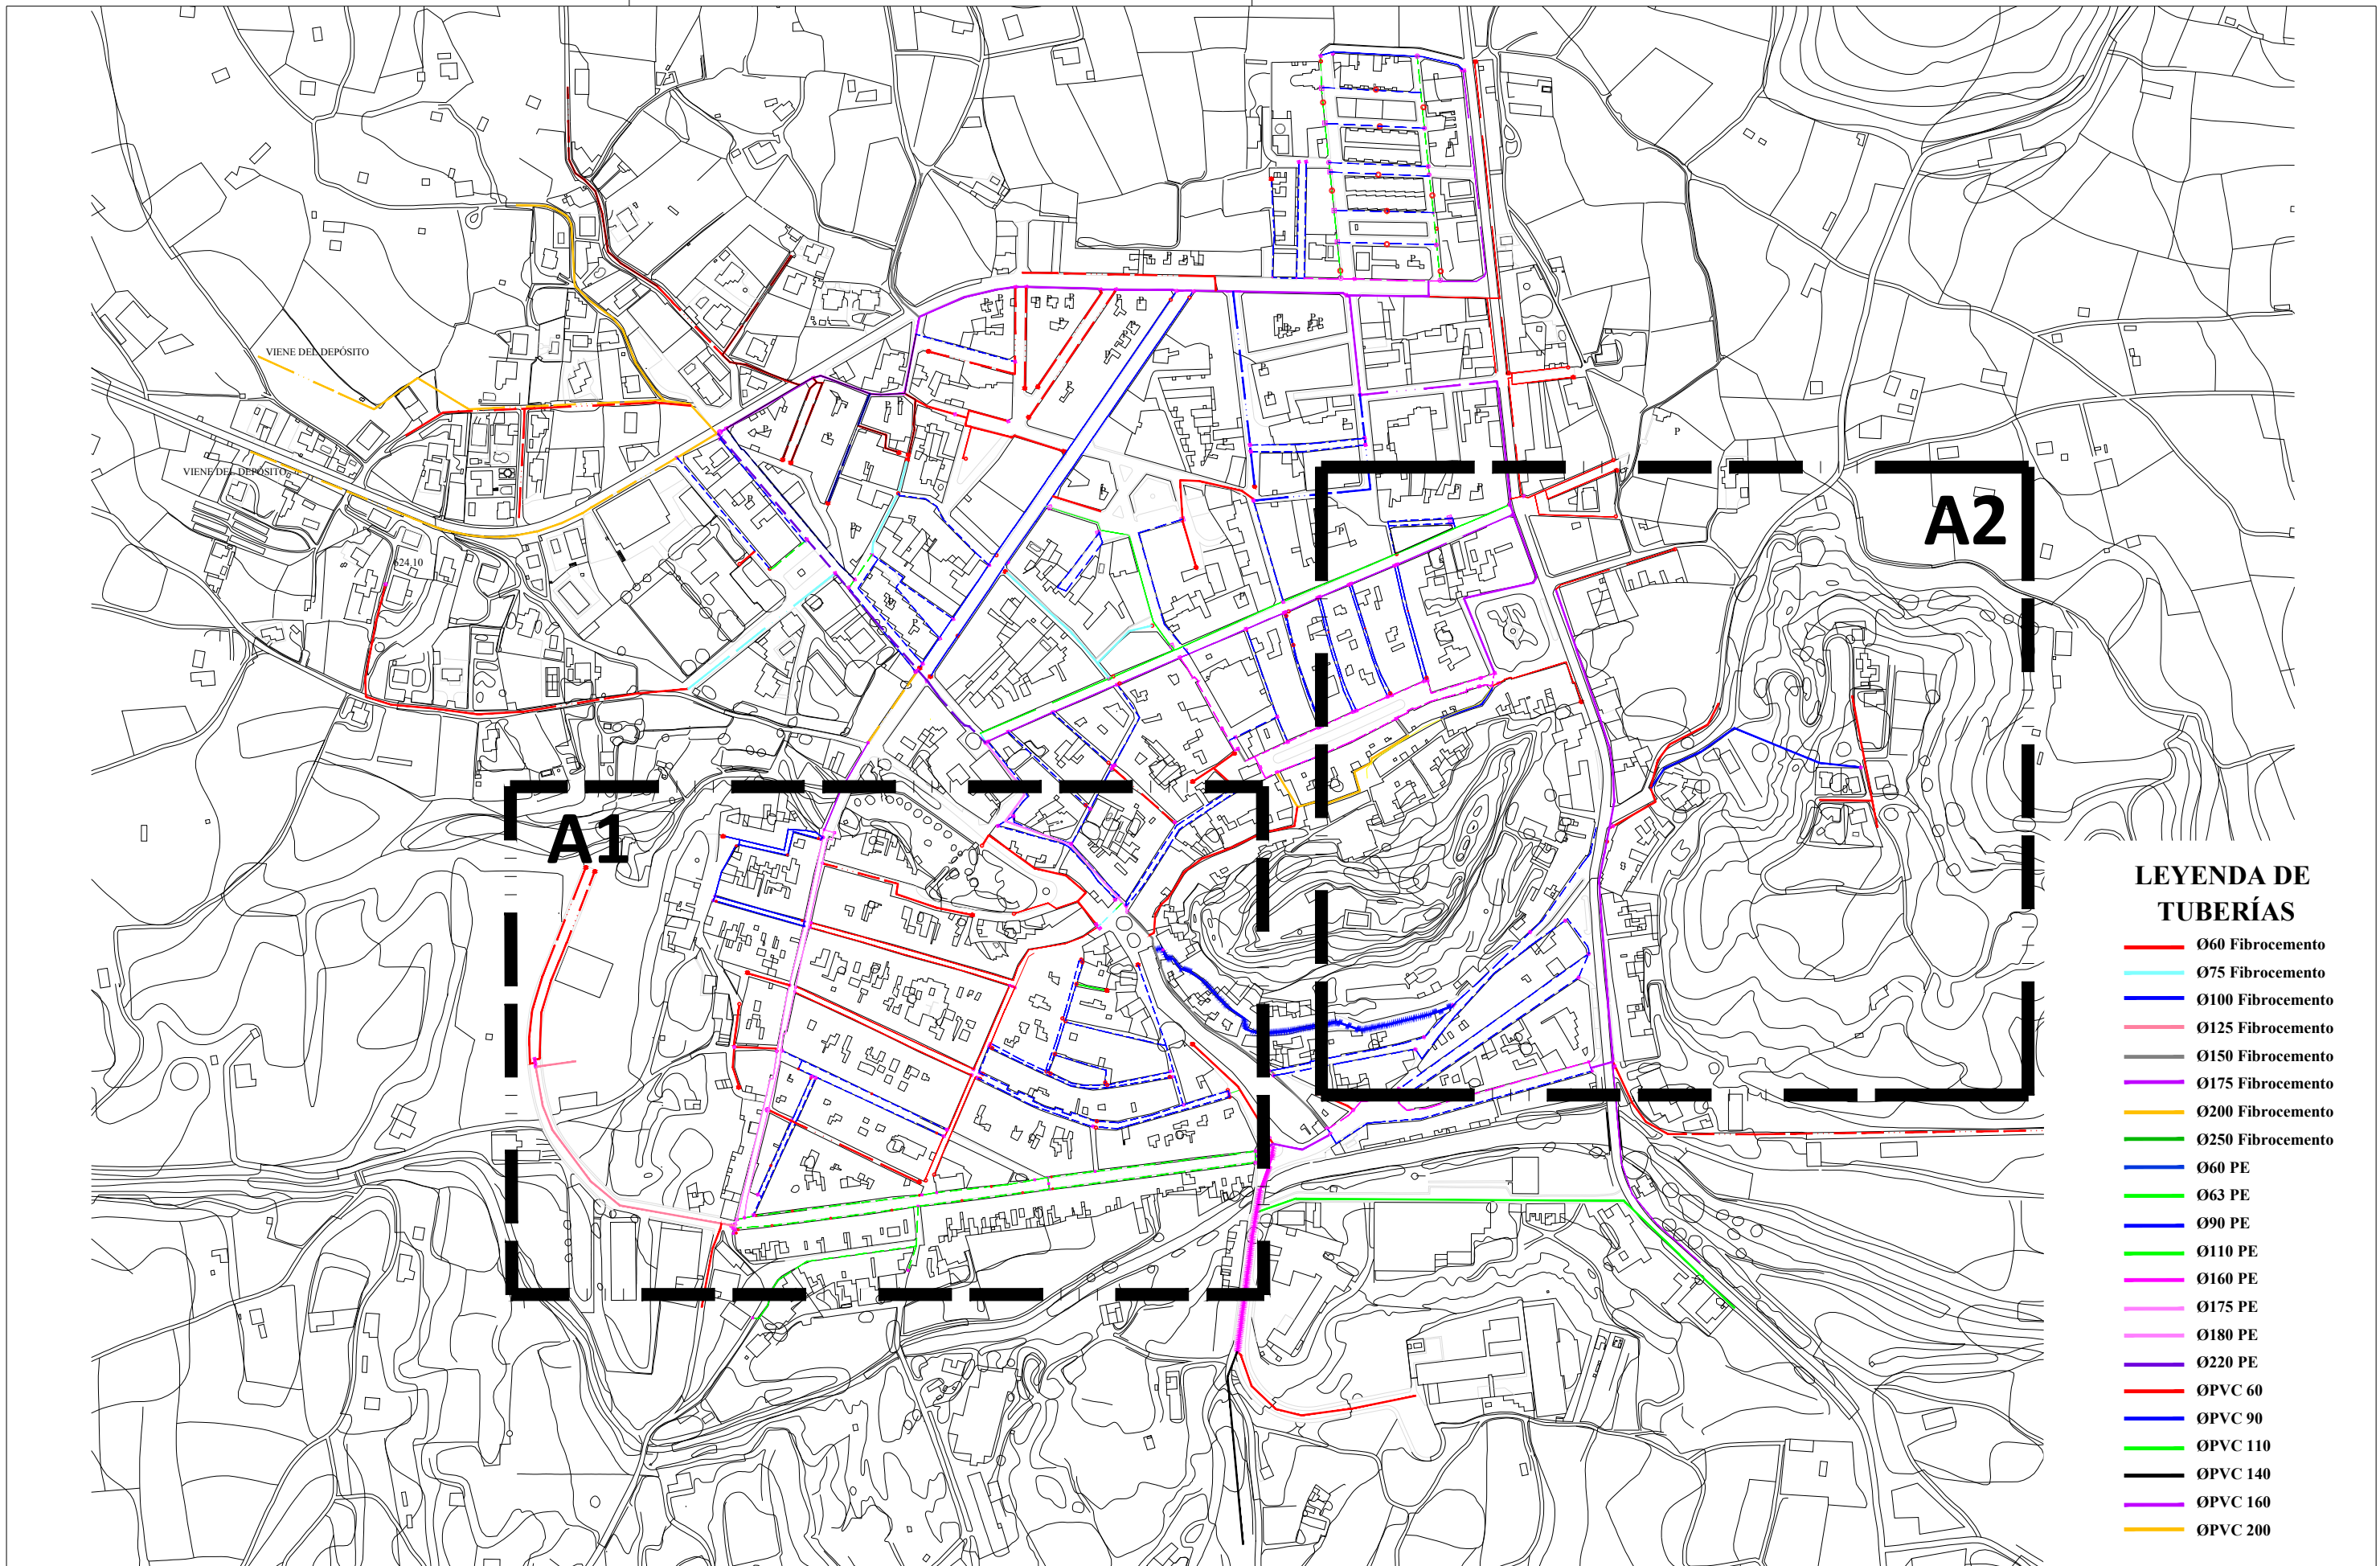 VIENE DEL DEPÓSITO
VIENE DEL DEPÓSITO
624.10
A2
A1
LEYENDA DE
TUBERÍAS
Ø60 Fibrocemento
Ø75 Fibrocemento
Ø100 Fibrocemento
Ø125 Fibrocemento
Ø150 Fibrocemento
Ø175 Fibrocemento
Ø200 Fibrocemento
Ø250 Fibrocemento
Ø60 PE
Ø63 PE
Ø90 PE
Ø110 PE
Ø160 PE
Ø175 PE
Ø180 PE
Ø220 PE
ØPVC 60
ØPVC 90
ØPVC 110
ØPVC 140
ØPVC 160
ØPVC 200